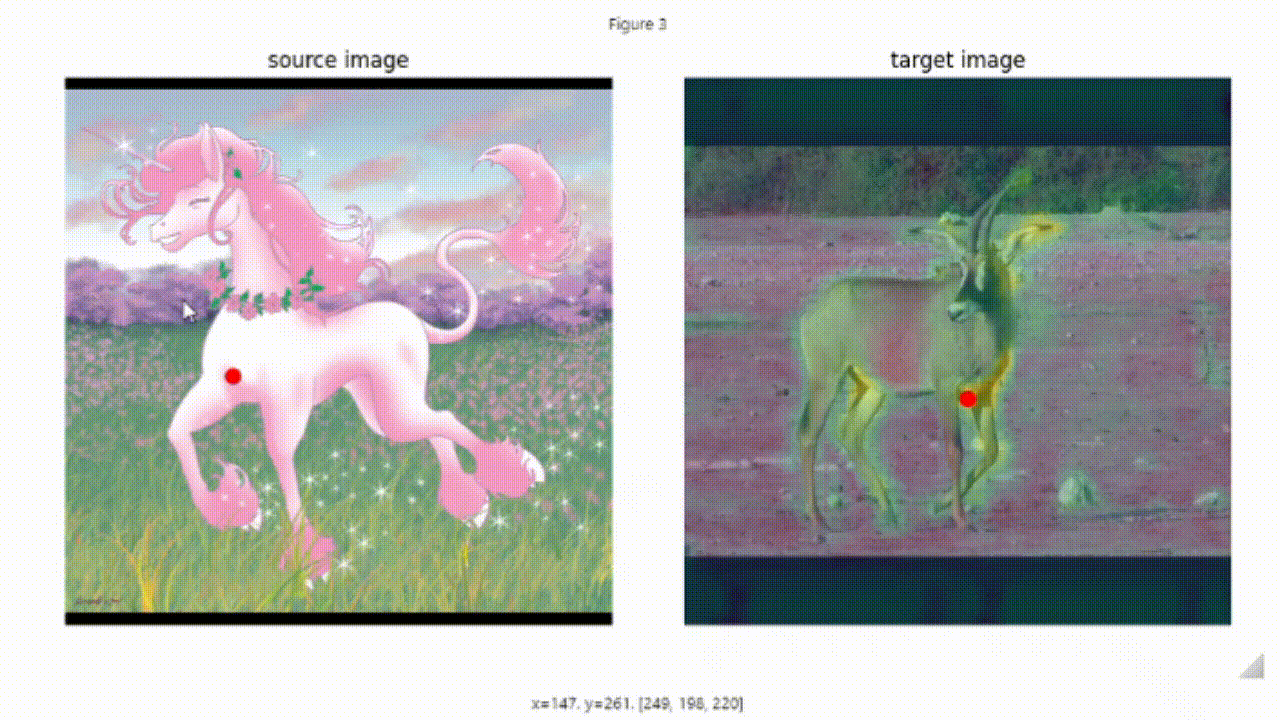 Figure 3
source image
target image
x=147. y=261. [249, 198, 220]